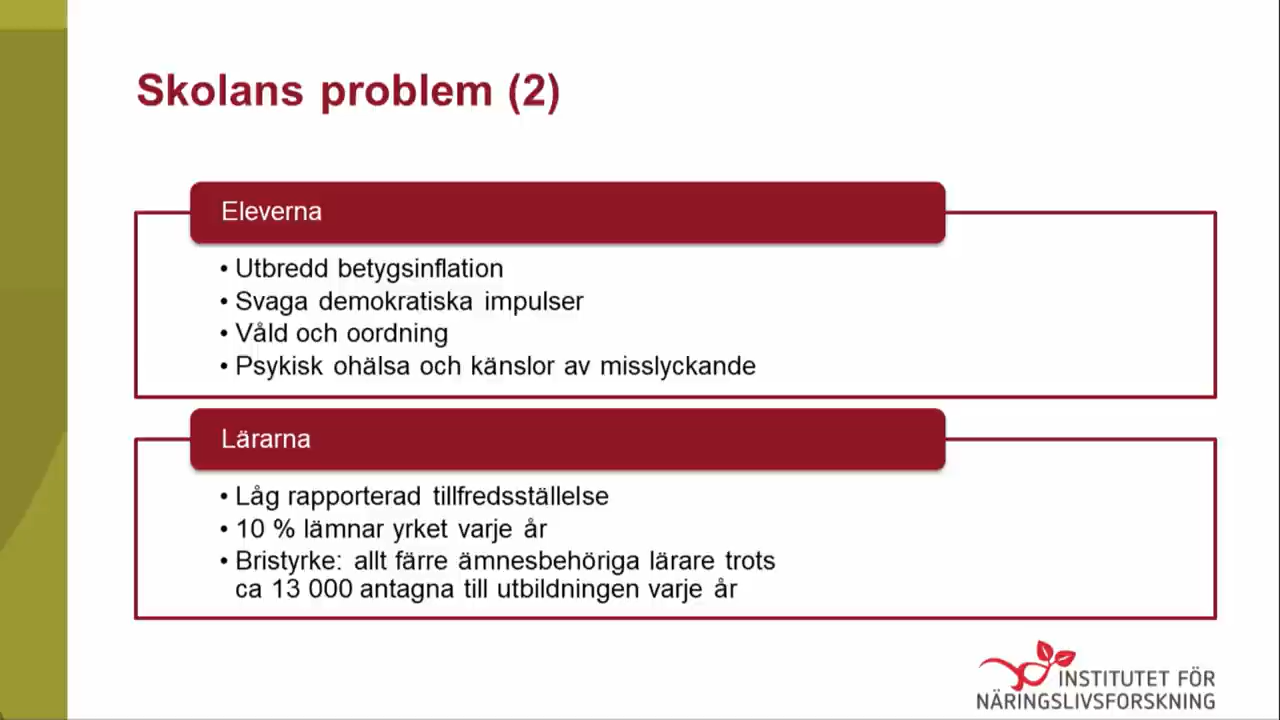 Skolans problem (2)
Eleverna
• Utbredd betygsinflation
• Svaga demokratiska impulser
• Våld och oordning
• Psykisk ohälsa och känslor av misslyckande
Lärarna
• Låg rapporterad tillfredsställelse
• 10 % lämnar yrket varje år
• Bristyrke: allt färre ämnesbehöriga lärare trots
ca 13 000 antagna till utbildningen varje år
INSTITUTET FÖR
NÄRINGSLIVSFORSKNING